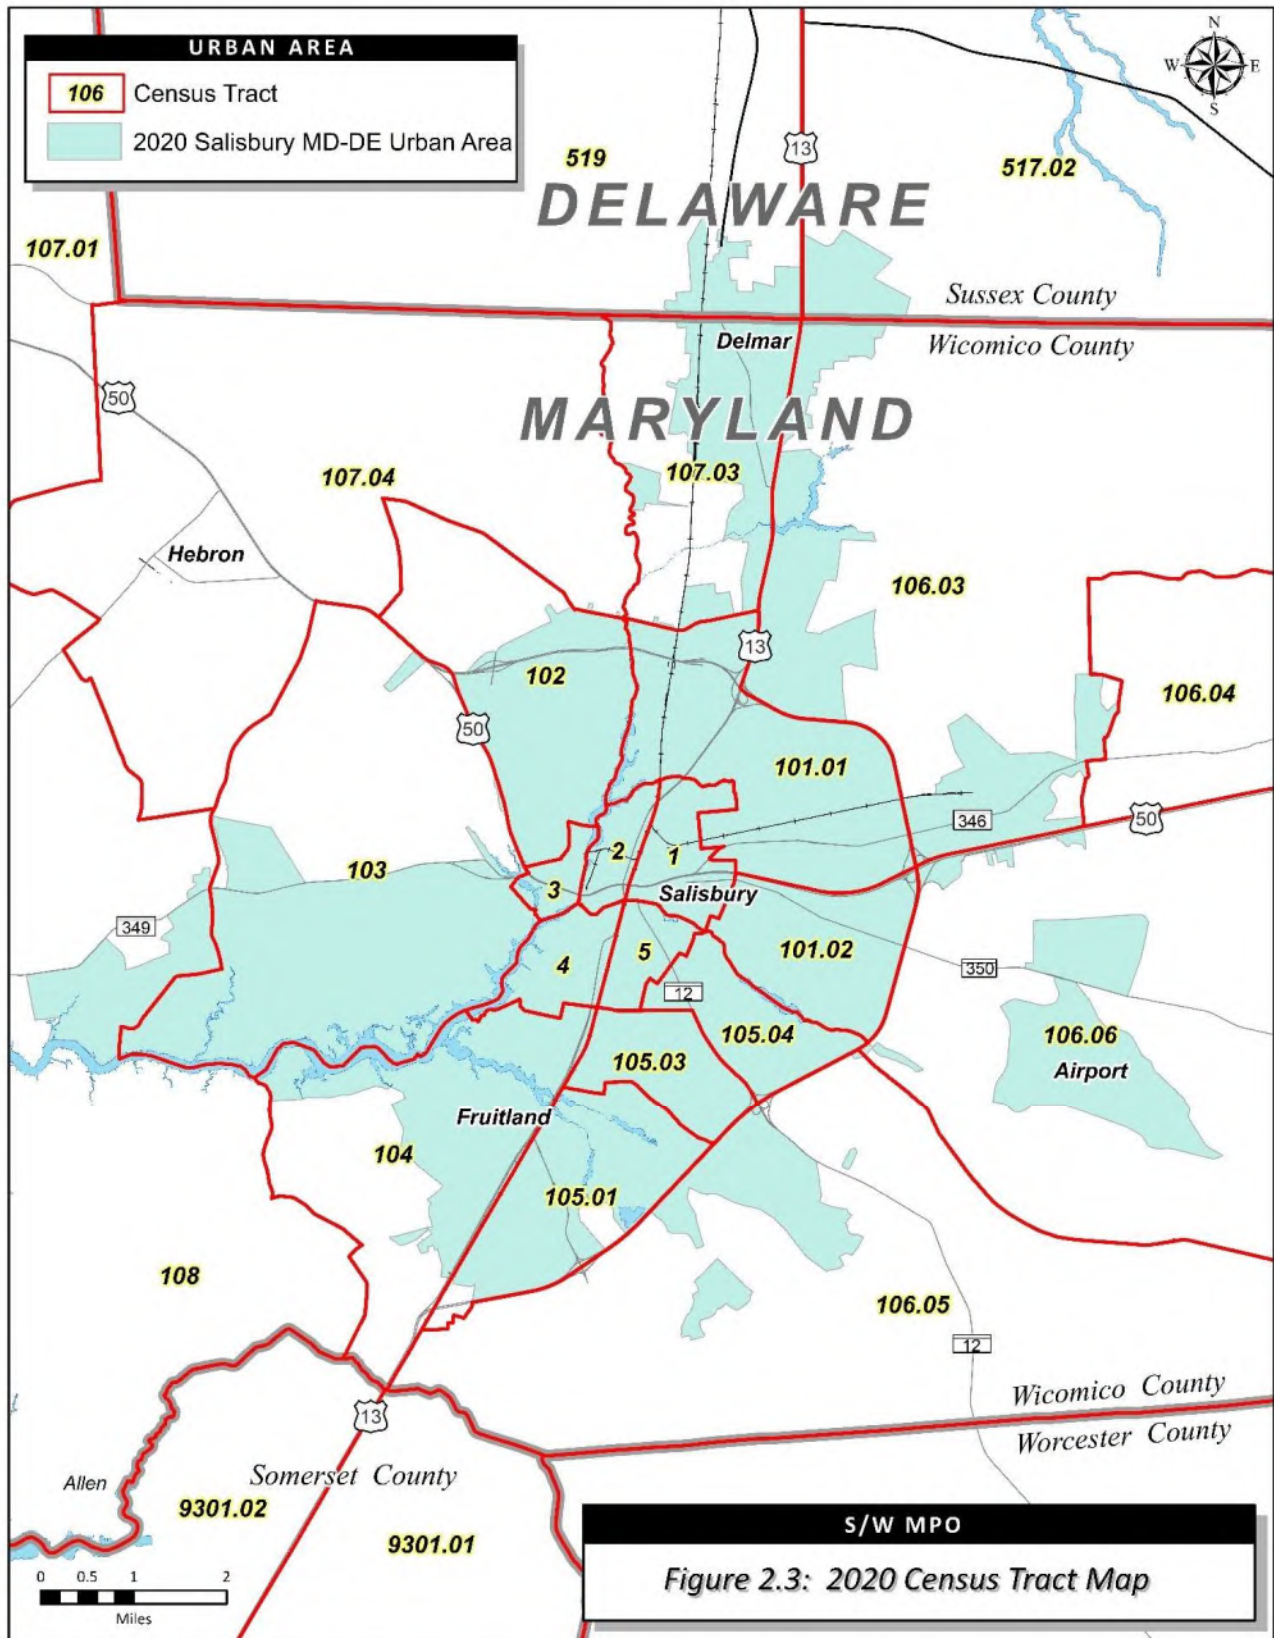 URBAN AREA
106 Census Tract
2020 Salisbury MD-DE Urban Area
N
W E
S
13
519
517.02
DELAWARE
107.01
Sussex County
Delmar
Wicomico County
50
MARYLAND
107.04
107.03
Hebron
106.03
13
102
106.04
50
101.01
346
50
2
1
103
3
Salisbury
349
4
5
101.02
350
12
105.04
106.06
105.03
Airport
Fruitland
104
105.01
108
106.05
12
Wicomico County
13
Worcester County
Somerset County
Allen
9301.02
9301.01
S/W MPO
Figure 2.3: 2020 Census Tract Map
0 0.5 1 2
Miles